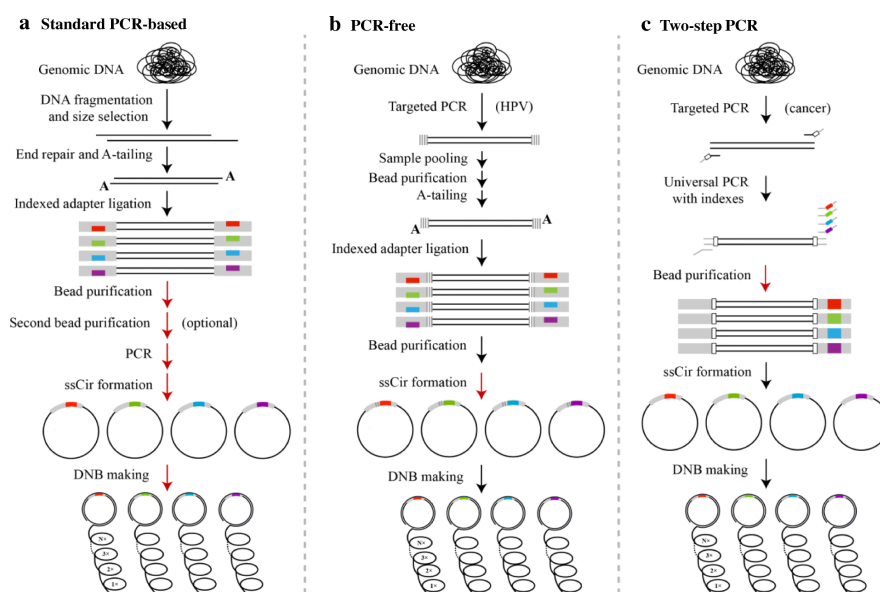 a Standard PCR-based
Genomic DNA
DNA fragmentation
and size selection
End repair and A-tailing
A
A
Indexed adapter ligation
Bead purification
Second bead purification (optional)
PCR
ssCir formation
DNB making
N×
3×
2×
1×
b PCR-free
Genomic DNA
Targeted PCR (HPV)
Sample pooling
Bead purification
A-tailing
A
A
Indexed adapter ligation
Bead purification
ssCir formation
DNB making
N×
3×
2×
1×
c Two-step PCR
Genomic DNA
Targeted PCR (cancer)
Universal PCR
with indexes
Bead purification
ssCir formation
DNB making
N×
3×
2×
1×